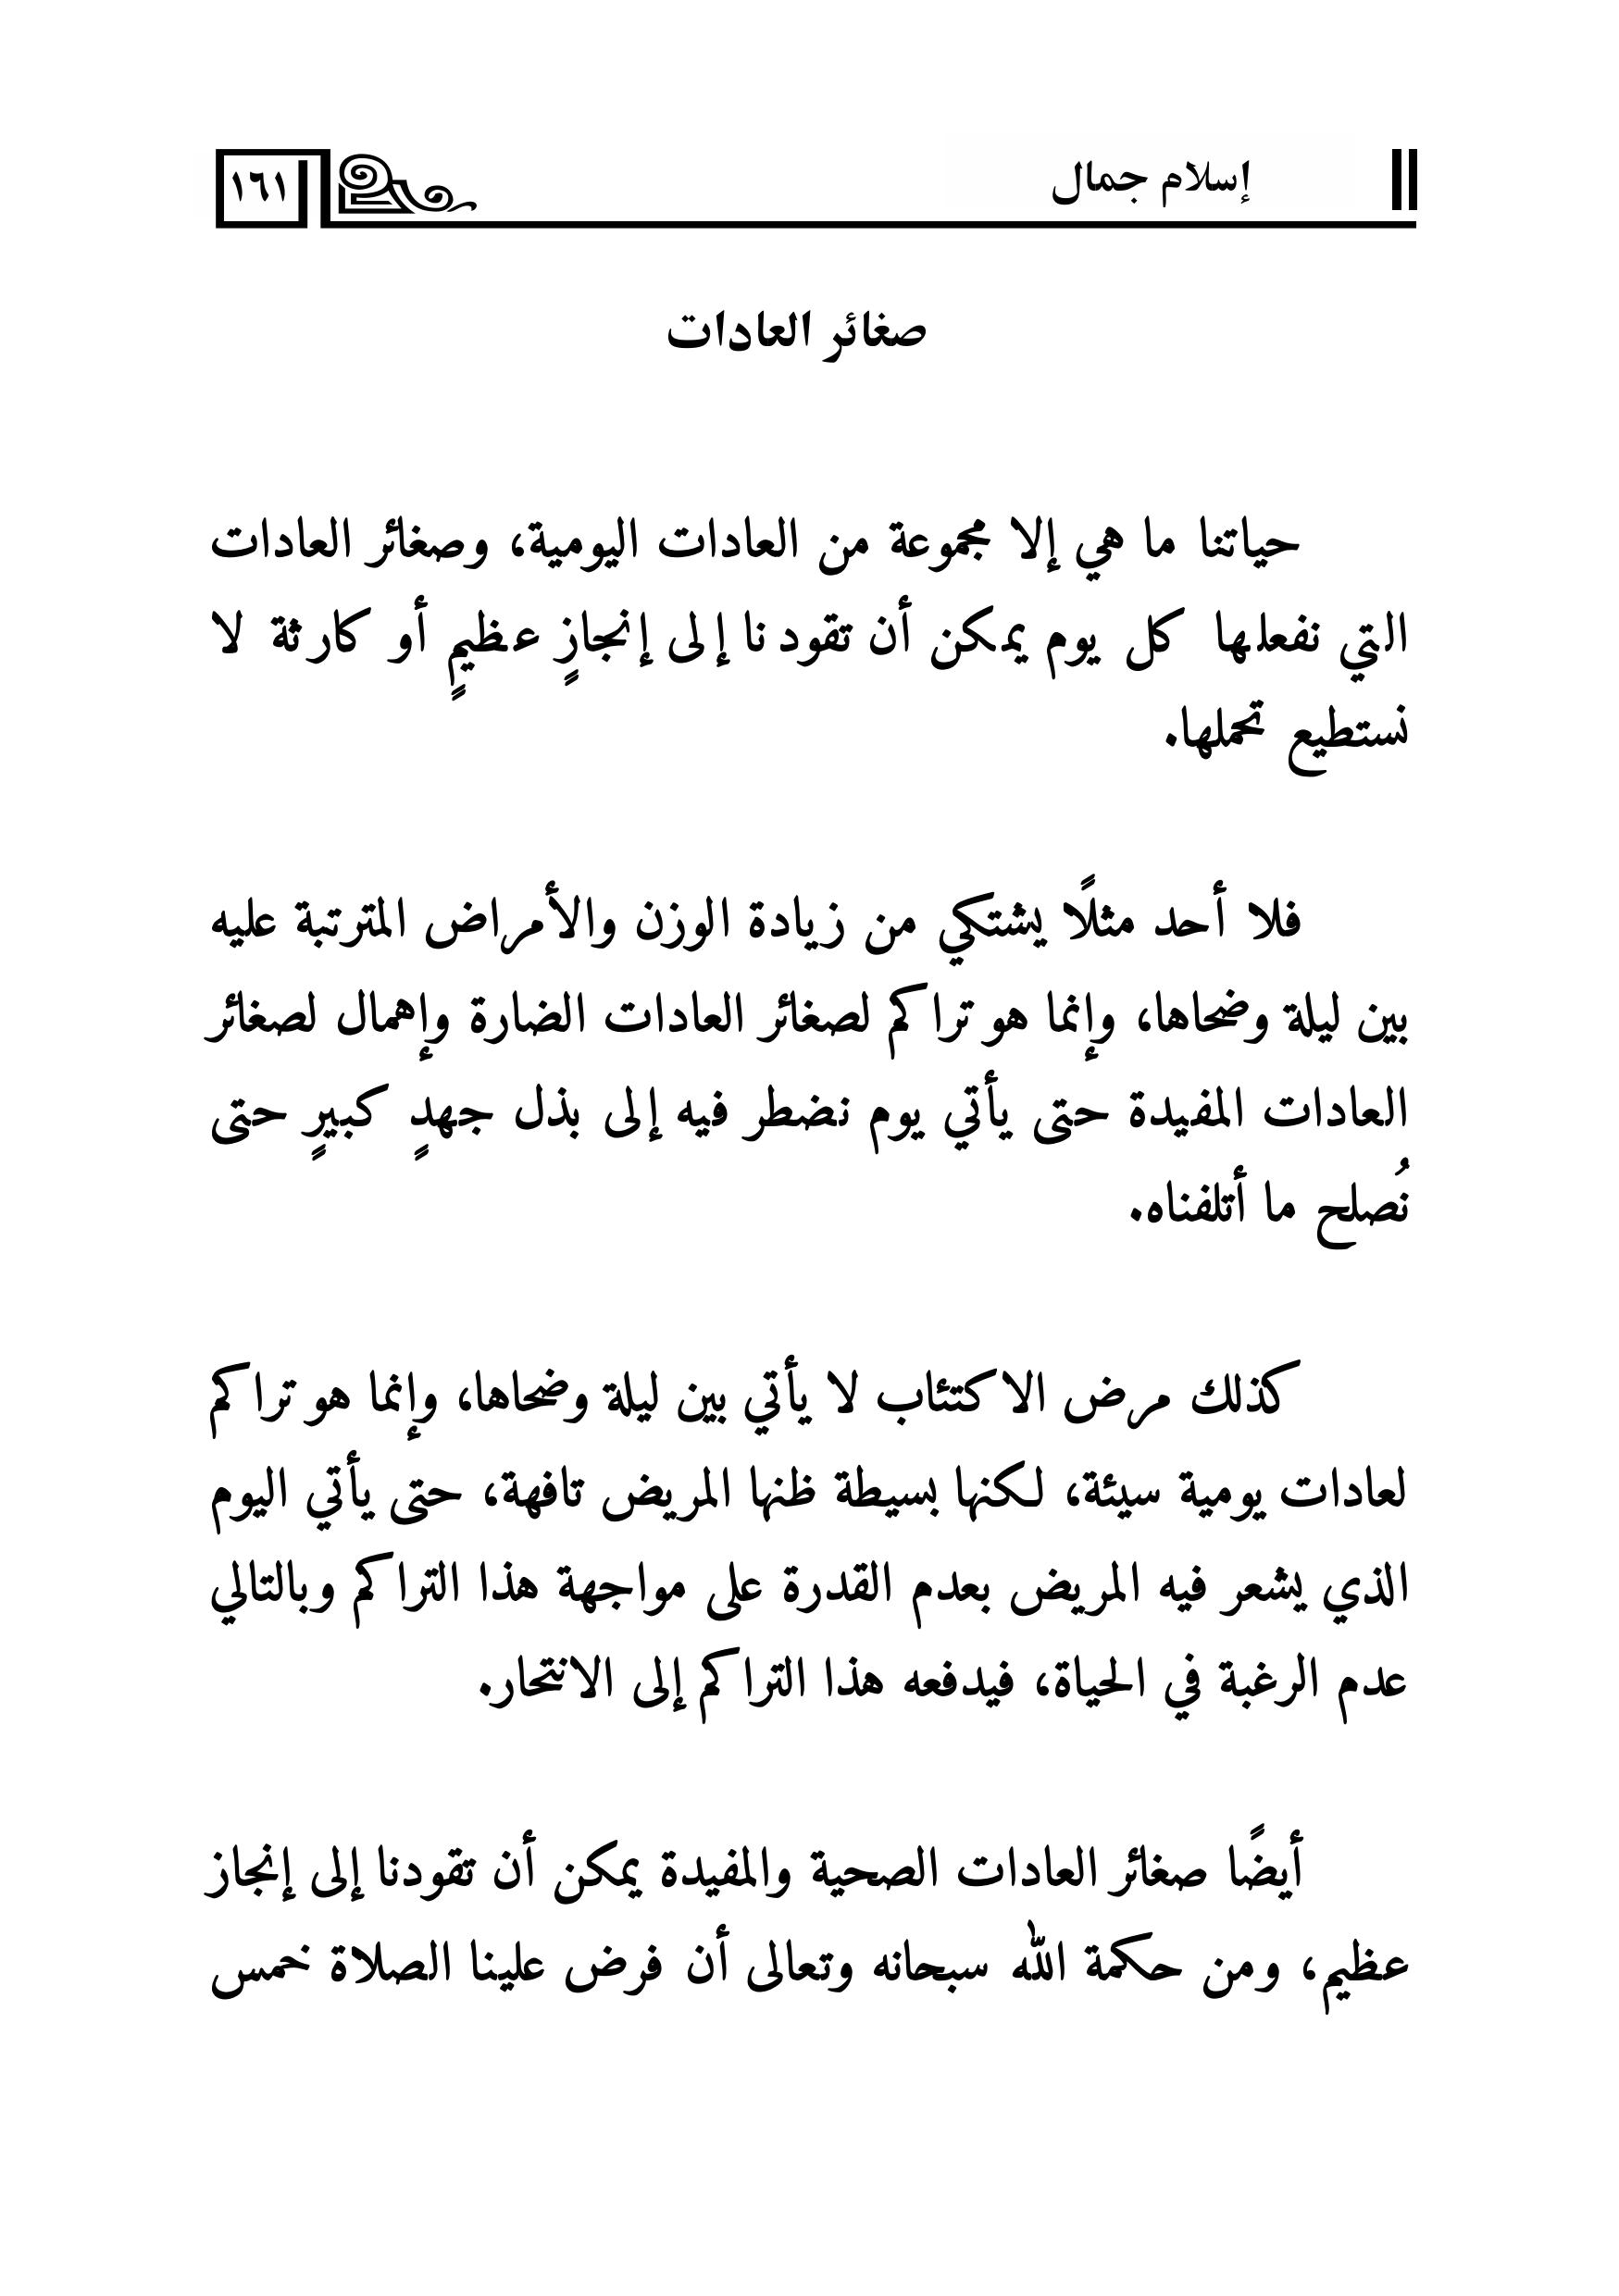 إسلام جمال
١٦١
صغائر العادات
حياتنا ما هي إلا مجموعة من العادات اليومية، وصغائر العادات
التي نفعلها كل يوم يمكن أن تقودنا إلى إنجازٍ عظيمٍ أو كارثة لا
نستطيع تحملها.
فلا أحد مثلًا يشتكي من زيادة الوزن والأمراض المترتبة عليه
بين ليلة وضحاها، وإنما هو تراكم لصغائر العادات الضارة وإهمال لصغائر
العادات المفيدة حتى يأتي يوم نضطر فيه إلى بذل جهدٍ كبيرٍ حتى
نُصلح ما أتلفناه.
كذلك مرض الاكتئاب لا يأتي بين ليلة وضحاها، وإنما هو تراكم
لعادات يومية سيئة، لكنها بسيطة ظنها المريض تافهة، حتى يأتي اليوم
الذي يشعر فيه المريض بعدم القدرة على مواجهة هذا التراكم وبالتالي
عدم الرغبة في الحياة، فيدفعه هذا التراكم إلى الانتحار.
أيضًا صغائر العادات الصحية والمفيدة يمكن أن تقودنا إلى إنجاز
عظيم، ومن حكمة الله سبحانه وتعالى أن فرض علينا الصلاة خمس